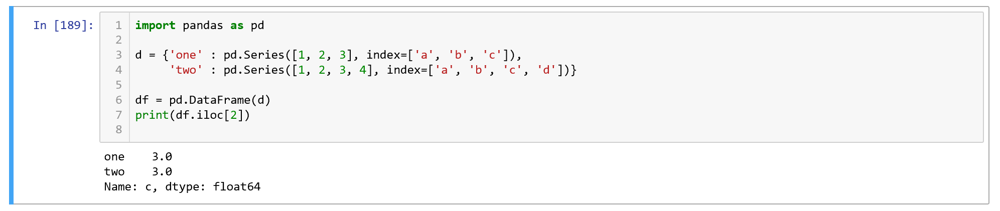 In [189]:
1 import pandas as pd
2
3 d = {'one' : pd.Series([1, 2, 3], index=['a', 'b', 'c']),
4      'two' : pd.Series([1, 2, 3, 4], index=['a', 'b', 'c', 'd'])}
5
6 df = pd.DataFrame(d)
7 print(df.iloc[2])
8
one    3.0
two    3.0
Name: c, dtype: float64